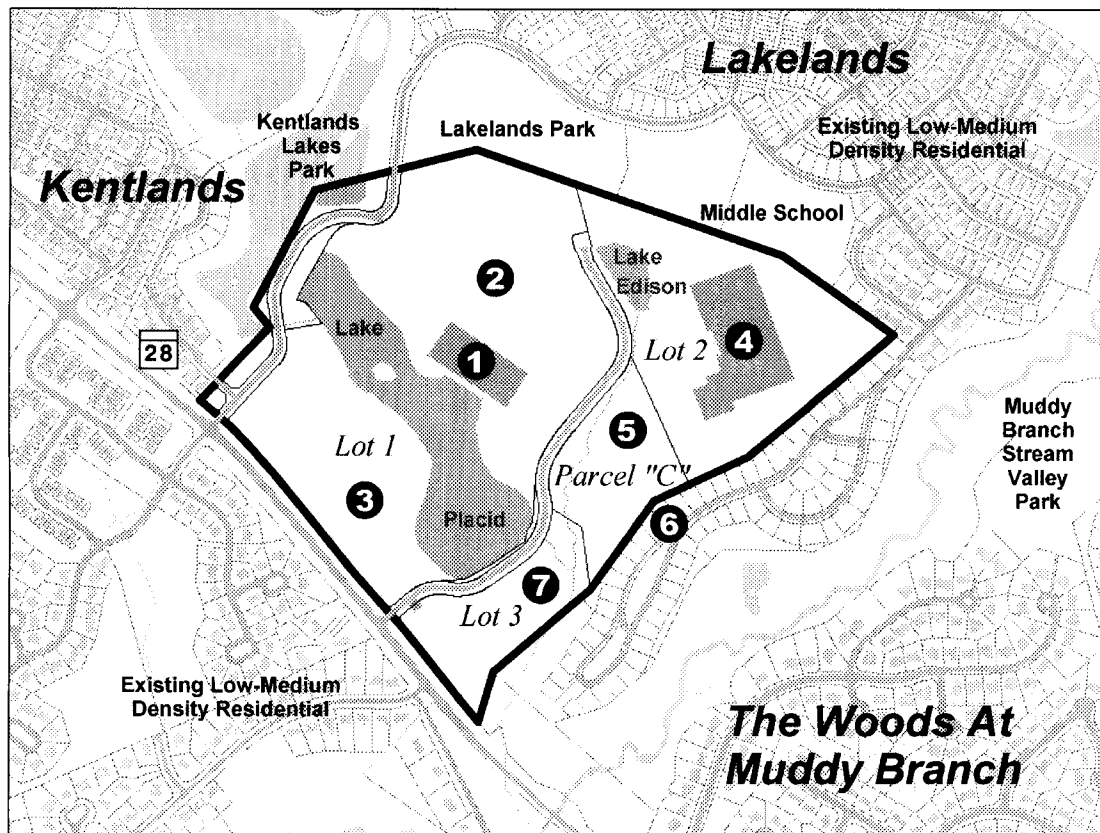 Lakelands
Kentlands
Lakes
Park
Lakelands Park
Existing Low-Medium
Density Residential
Kentlands
Middle School
2
Lake
Edison
28
Lake
1
Lot 2
4
Muddy
Branch
Stream
Valley
Park
Lot 1
5
Parcel "C"
3
Placid
6
7
Lot 3
Existing Low-Medium
Density Residential
The Woods At
Muddy Branch